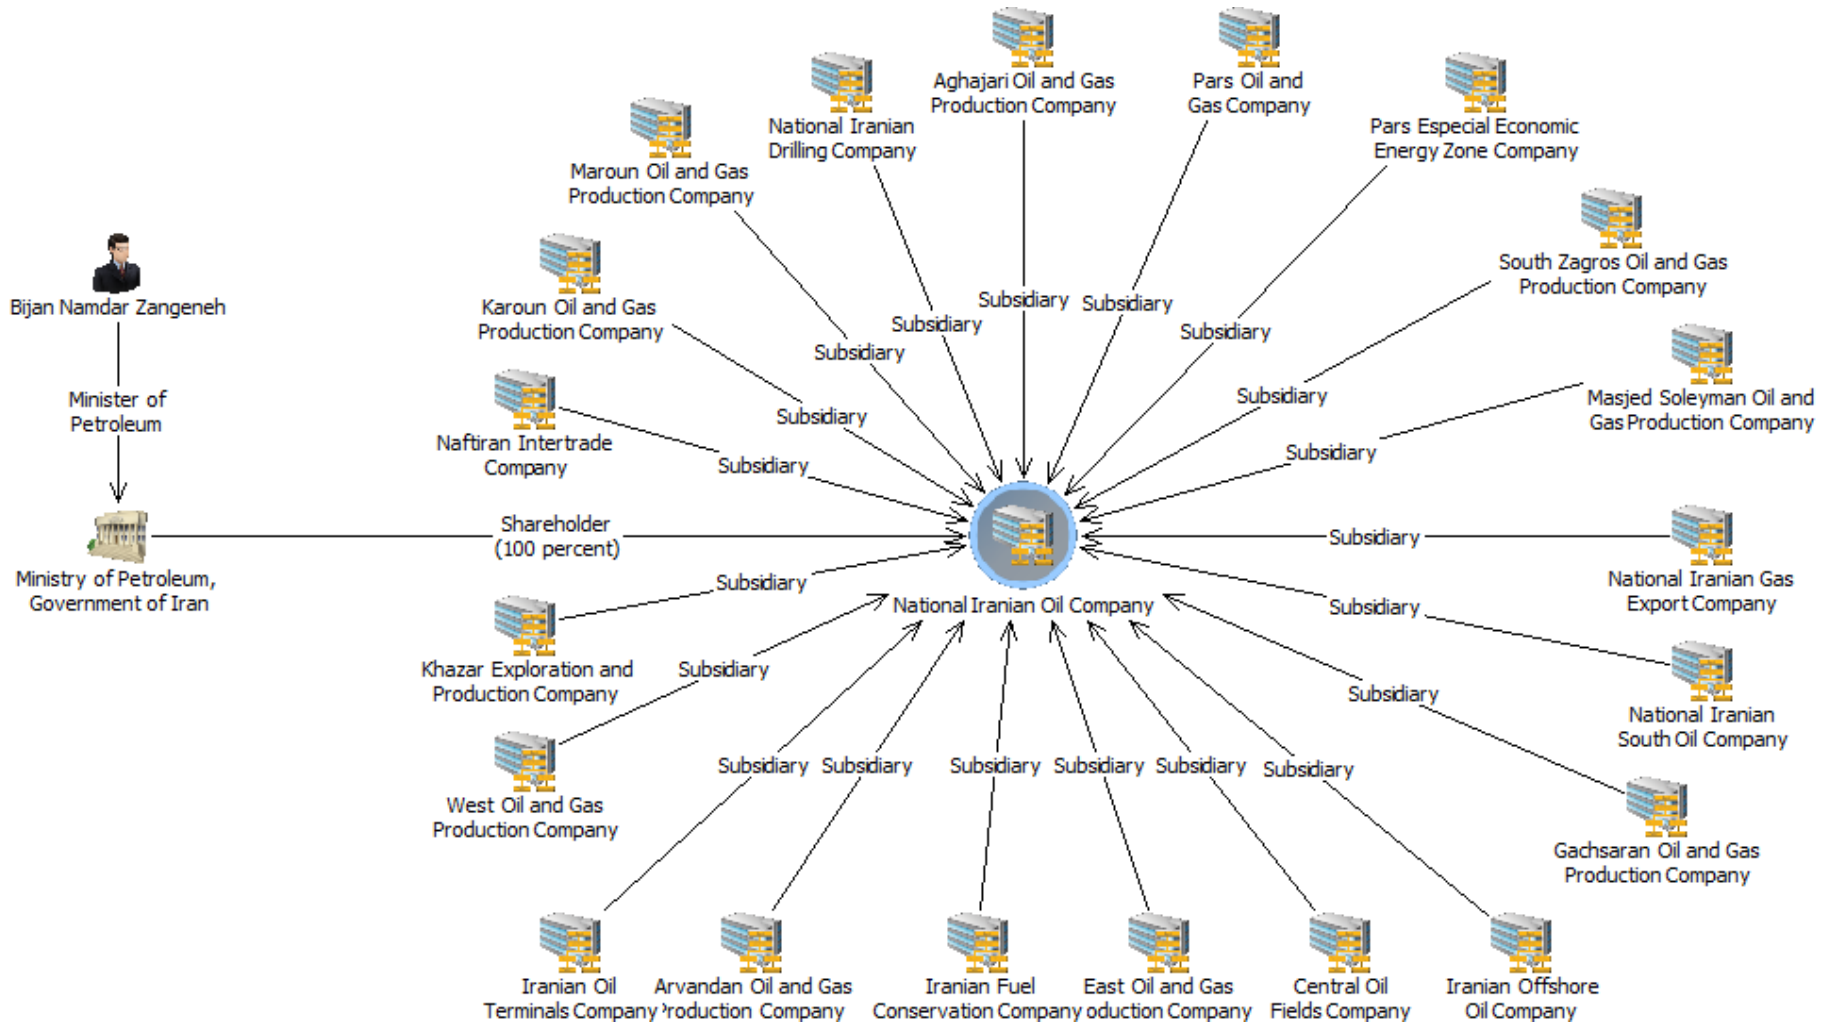 Aghajari Oil and Gas
Production Company
Pars Oil and
Gas Company
National Iranian
Drilling Company
Pars Especial Economic
Energy Zone Company
Maroun Oil and Gas
Production Company
South Zagros Oil and Gas
Production Company
Bijan Namdar Zangeneh
Karoun Oil and Gas
Production Company
Subsidiary
Subsidiary
Subsidiary
Subsidiary
Subsidiary
Minister of
Petroleum
Subsidiary
Subsidiary
Masjed Soleyman Oil and
Gas Production Company
Naftiran Intertrade
Company
Subsidiary
Subsidiary
Shareholder
(100 percent)
Subsidiary
Ministry of Petroleum,
Government of Iran
Subsidiary
National Iranian Oil Company
Subsidiary
National Iranian Gas
Export Company
Khazar Exploration and
Production Company
Subsidiary
Subsidiary
National Iranian
South Oil Company
Subsidiary
Subsidiary
Subsidiary
Subsidiary
Subsidiary
Subsidiary
West Oil and Gas
Production Company
Gachsaran Oil and Gas
Production Company
Iranian Oil
Terminals Company
Arvandan Oil and Gas
Production Company
Iranian Fuel
Conservation Company
East Oil and Gas
oduction Company
Central Oil
Fields Company
Iranian Offshore
Oil Company